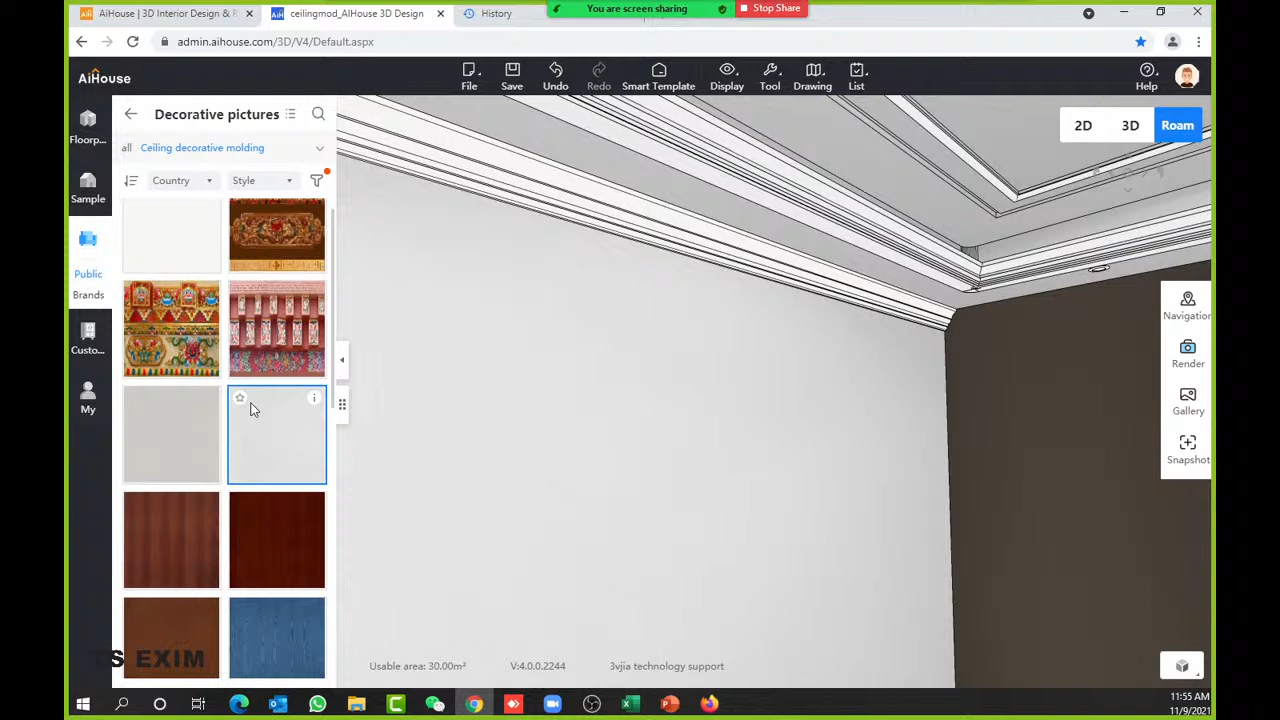 You are screen sharing
Stop Share
AiHouse | 3D Interior Design & R
ceilingmod_AIHouse 3D Design
History
admin.aihouse.com/3D/V4/Default.aspx
AiHouse
File
Save
Undo
Redo
Smart Template
Display
Tool
Drawing
List
Help
Floorp...
Sample
Public
Brands
Custo...
My
Decorative pictures
all
Ceiling decorative molding
Country
Style
2D
3D
Roam
Navigation
Render
Gallery
Snapshot
Usable area: 30.00m²
V:4.0.0.2244
3vjia technology support
TS EXIM
11:55 AM
11/9/2021